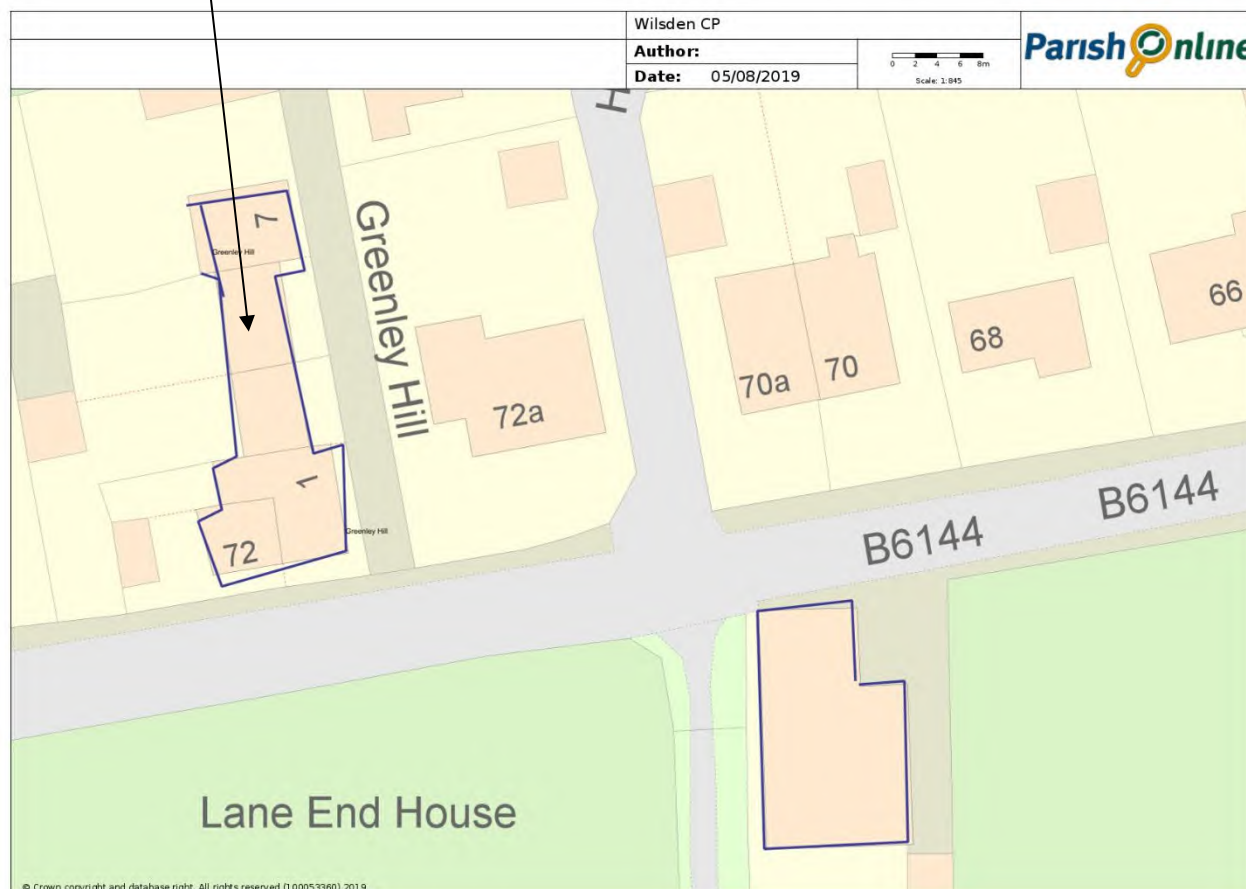 Wilsden CP
Author:
Date: 05/08/2019
0 2 4 6 8m
Scale: 1:845
Parish Online
H
7
Greenley Hill
Greenley Hill
72a
70a
70
68
66
1
Greenley Hill
72
B6144
B6144
Lane End House
© Crown copyright and database right. All rights reserved (100053360) 2019